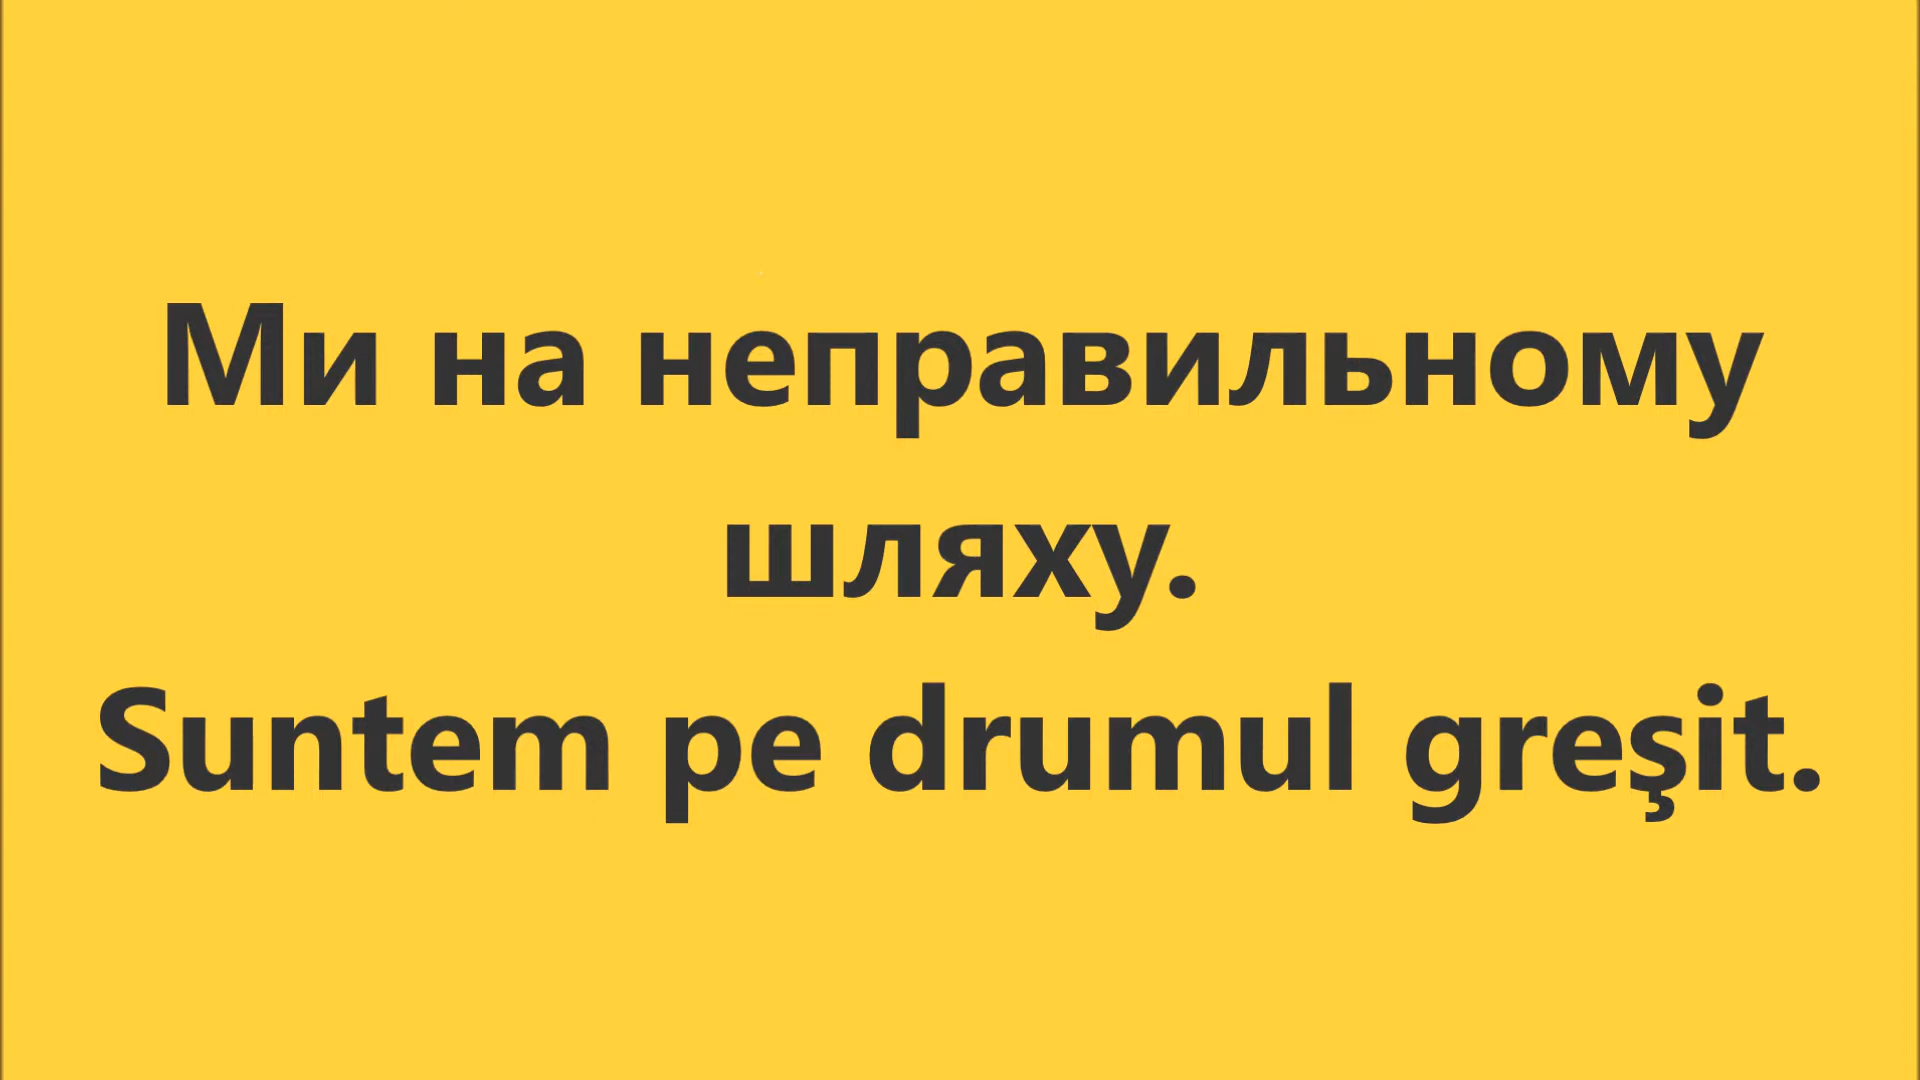 Ми на неправильному
шляху.
Suntem pe drumul greşit.